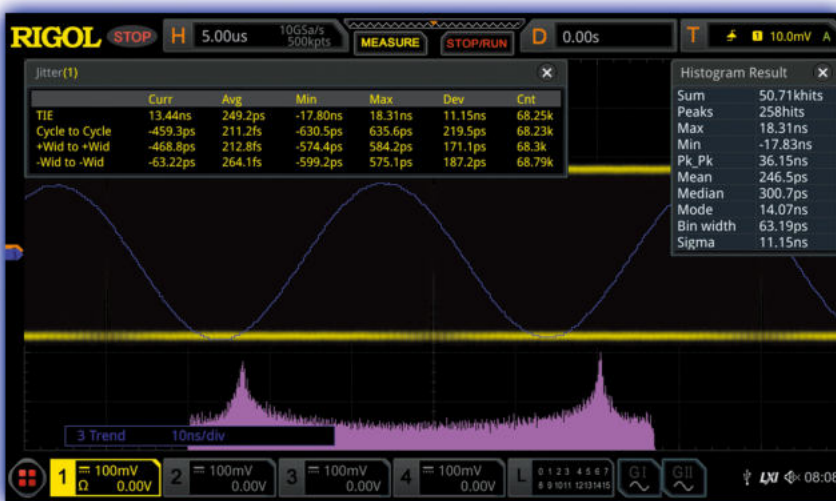 RIGOL STOP H 5.00us 10GSa/s 500kpts MEASURE STOP/RUN D 0.00s T 1 10.0mV A
Jitter(1)
Curr Avg Min Max Dev Cnt
TIE 13.44ns 249.2ps -17.80ns 18.31ns 11.15ns 68.25k
Cycle to Cycle -459.3ps 211.2fs -630.5ps 635.6ps 219.5ps 68.23k
+Wid to +Wid -468.8ps 212.8fs -574.4ps 584.2ps 171.1ps 68.3k
-Wid to -Wid -63.22ps 264.1fs -599.2ps 575.1ps 187.2ps 68.79k
Histogram Result
Sum 50.71khits
Peaks 258hits
Max 18.31ns
Min -17.83ns
Pk_Pk 36.15ns
Mean 246.5ps
Median 300.7ps
Mode 14.07ns
Bin width 63.19ps
Sigma 11.15ns
3 Trend 10ns/div
1 100mV Ω 0.00V
2 100mV 0.00V
3 100mV 0.00V
4 100mV 0.00V
L 0 1 2 3 4 5 6 7
8 9 10 11 12 13 14 15
GI GII
LXI 08:08